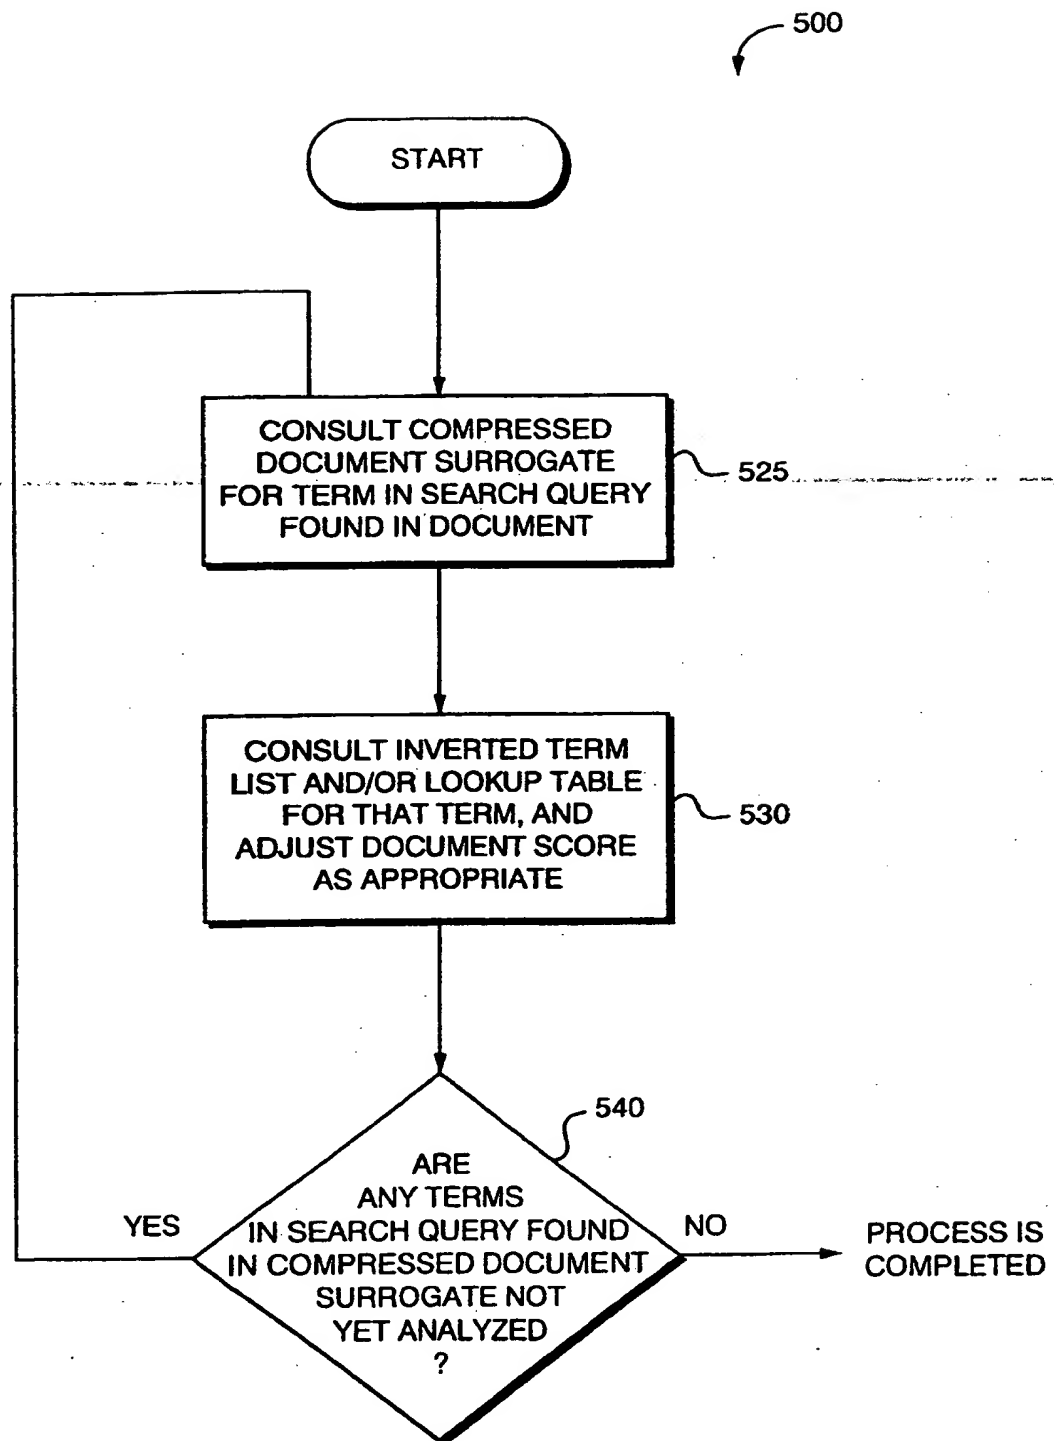 500
START
CONSULT COMPRESSED
DOCUMENT SURROGATE
FOR TERM IN SEARCH QUERY
FOUND IN DOCUMENT
525
CONSULT INVERTED TERM
LIST AND/OR LOOKUP TABLE
FOR THAT TERM, AND
ADJUST DOCUMENT SCORE
AS APPROPRIATE
530
540
ARE
ANY TERMS
IN SEARCH QUERY FOUND
IN COMPRESSED DOCUMENT
SURROGATE NOT
YET ANALYZED
?
YES
NO
PROCESS IS
COMPLETED